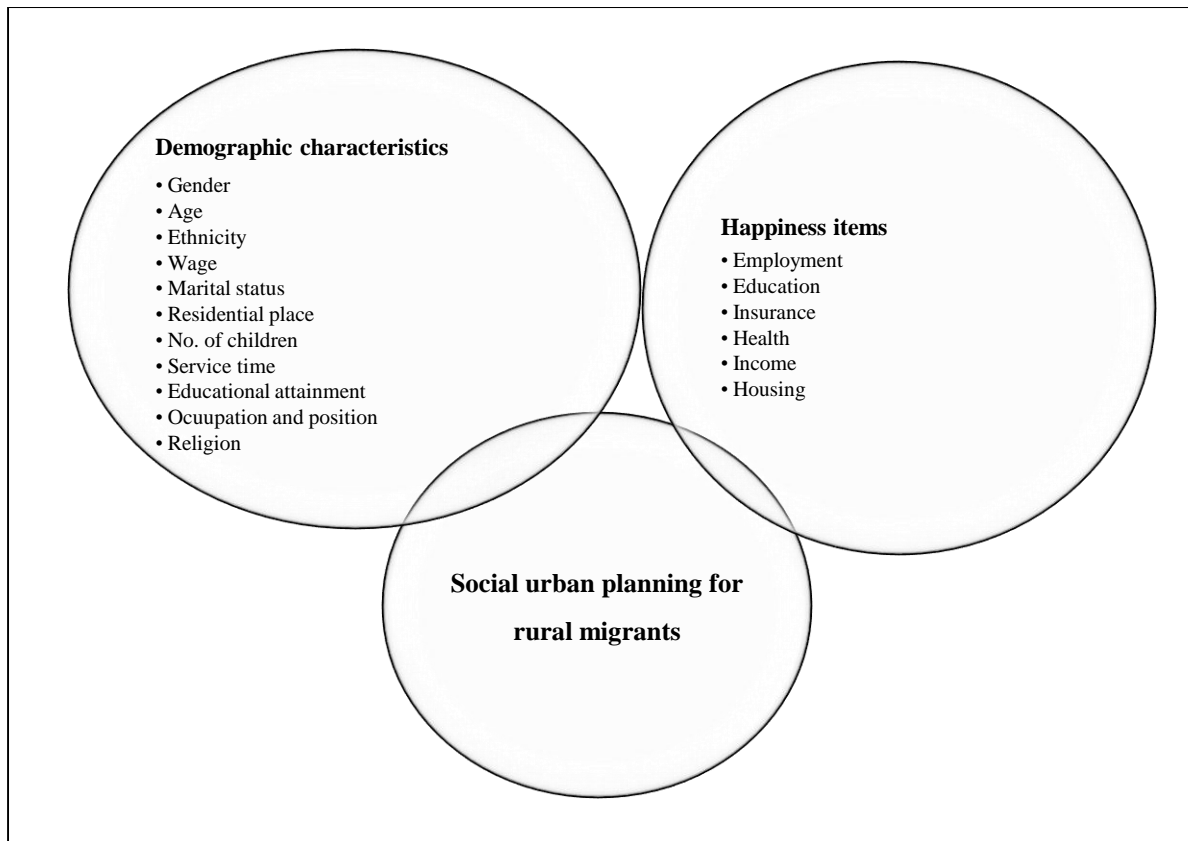 Demographic characteristics
• Gender
• Age
• Ethnicity
• Wage
• Marital status
• Residential place
• No. of children
• Service time
• Educational attainment
• Ocuupation and position
• Religion
Happiness items
• Employment
• Education
• Insurance
• Health
• Income
• Housing
Social urban planning for
rural migrants